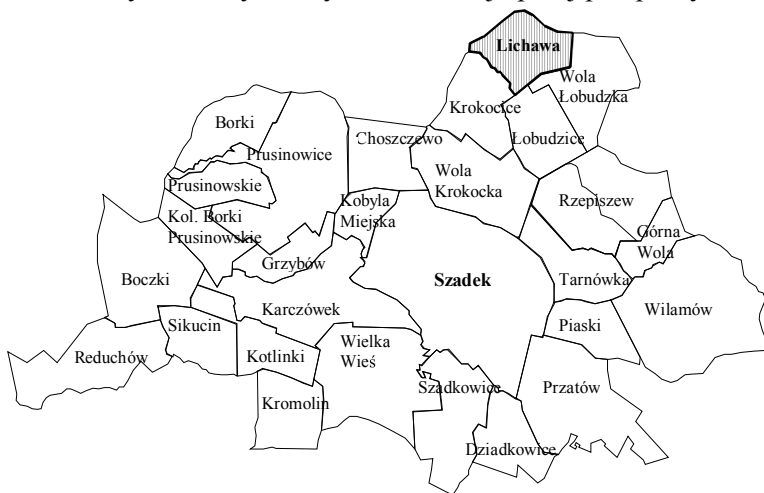 Lichawa
Wola
Łobudzka
Krokocice
Borki
Choszczewo
Łobudzice
Prusinowice
Wola
Krokocka
Prusinowskie
Kobyla
Miejska
Rzepiszew
Kol. Borki
Prusinowskie
Górna
Wola
Grzybów
Boczki
Szadek
Tarnówka
Karczówek
Wilamów
Sikucin
Piaski
Wielka
Wieś
Reduchów
Kotlinki
Szadkowice
Przatów
Kromolin
Dziadkowice